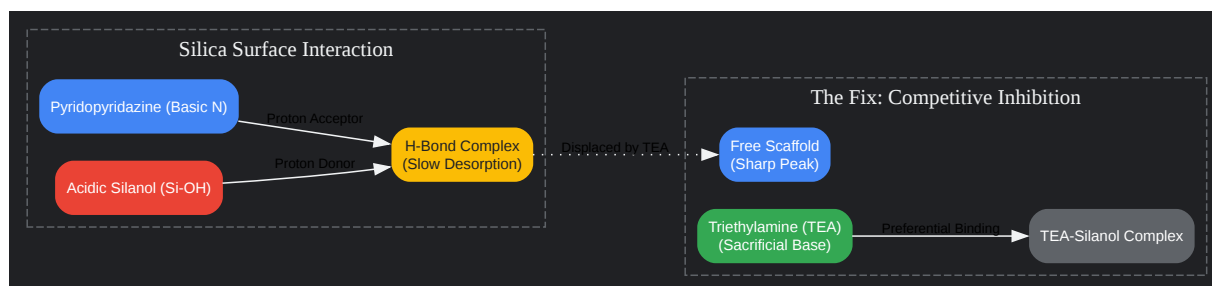 Silica Surface Interaction
Pyridopyridazine (Basic N)
Proton Acceptor
Acidic Silanol (Si-OH)
Proton Donor
H-Bond Complex
(Slow Desorption)
Displaced by TEA
The Fix: Competitive Inhibition
Free Scaffold
(Sharp Peak)
Triethylamine (TEA)
(Sacrificial Base)
Preferential Binding
TEA-Silanol Complex